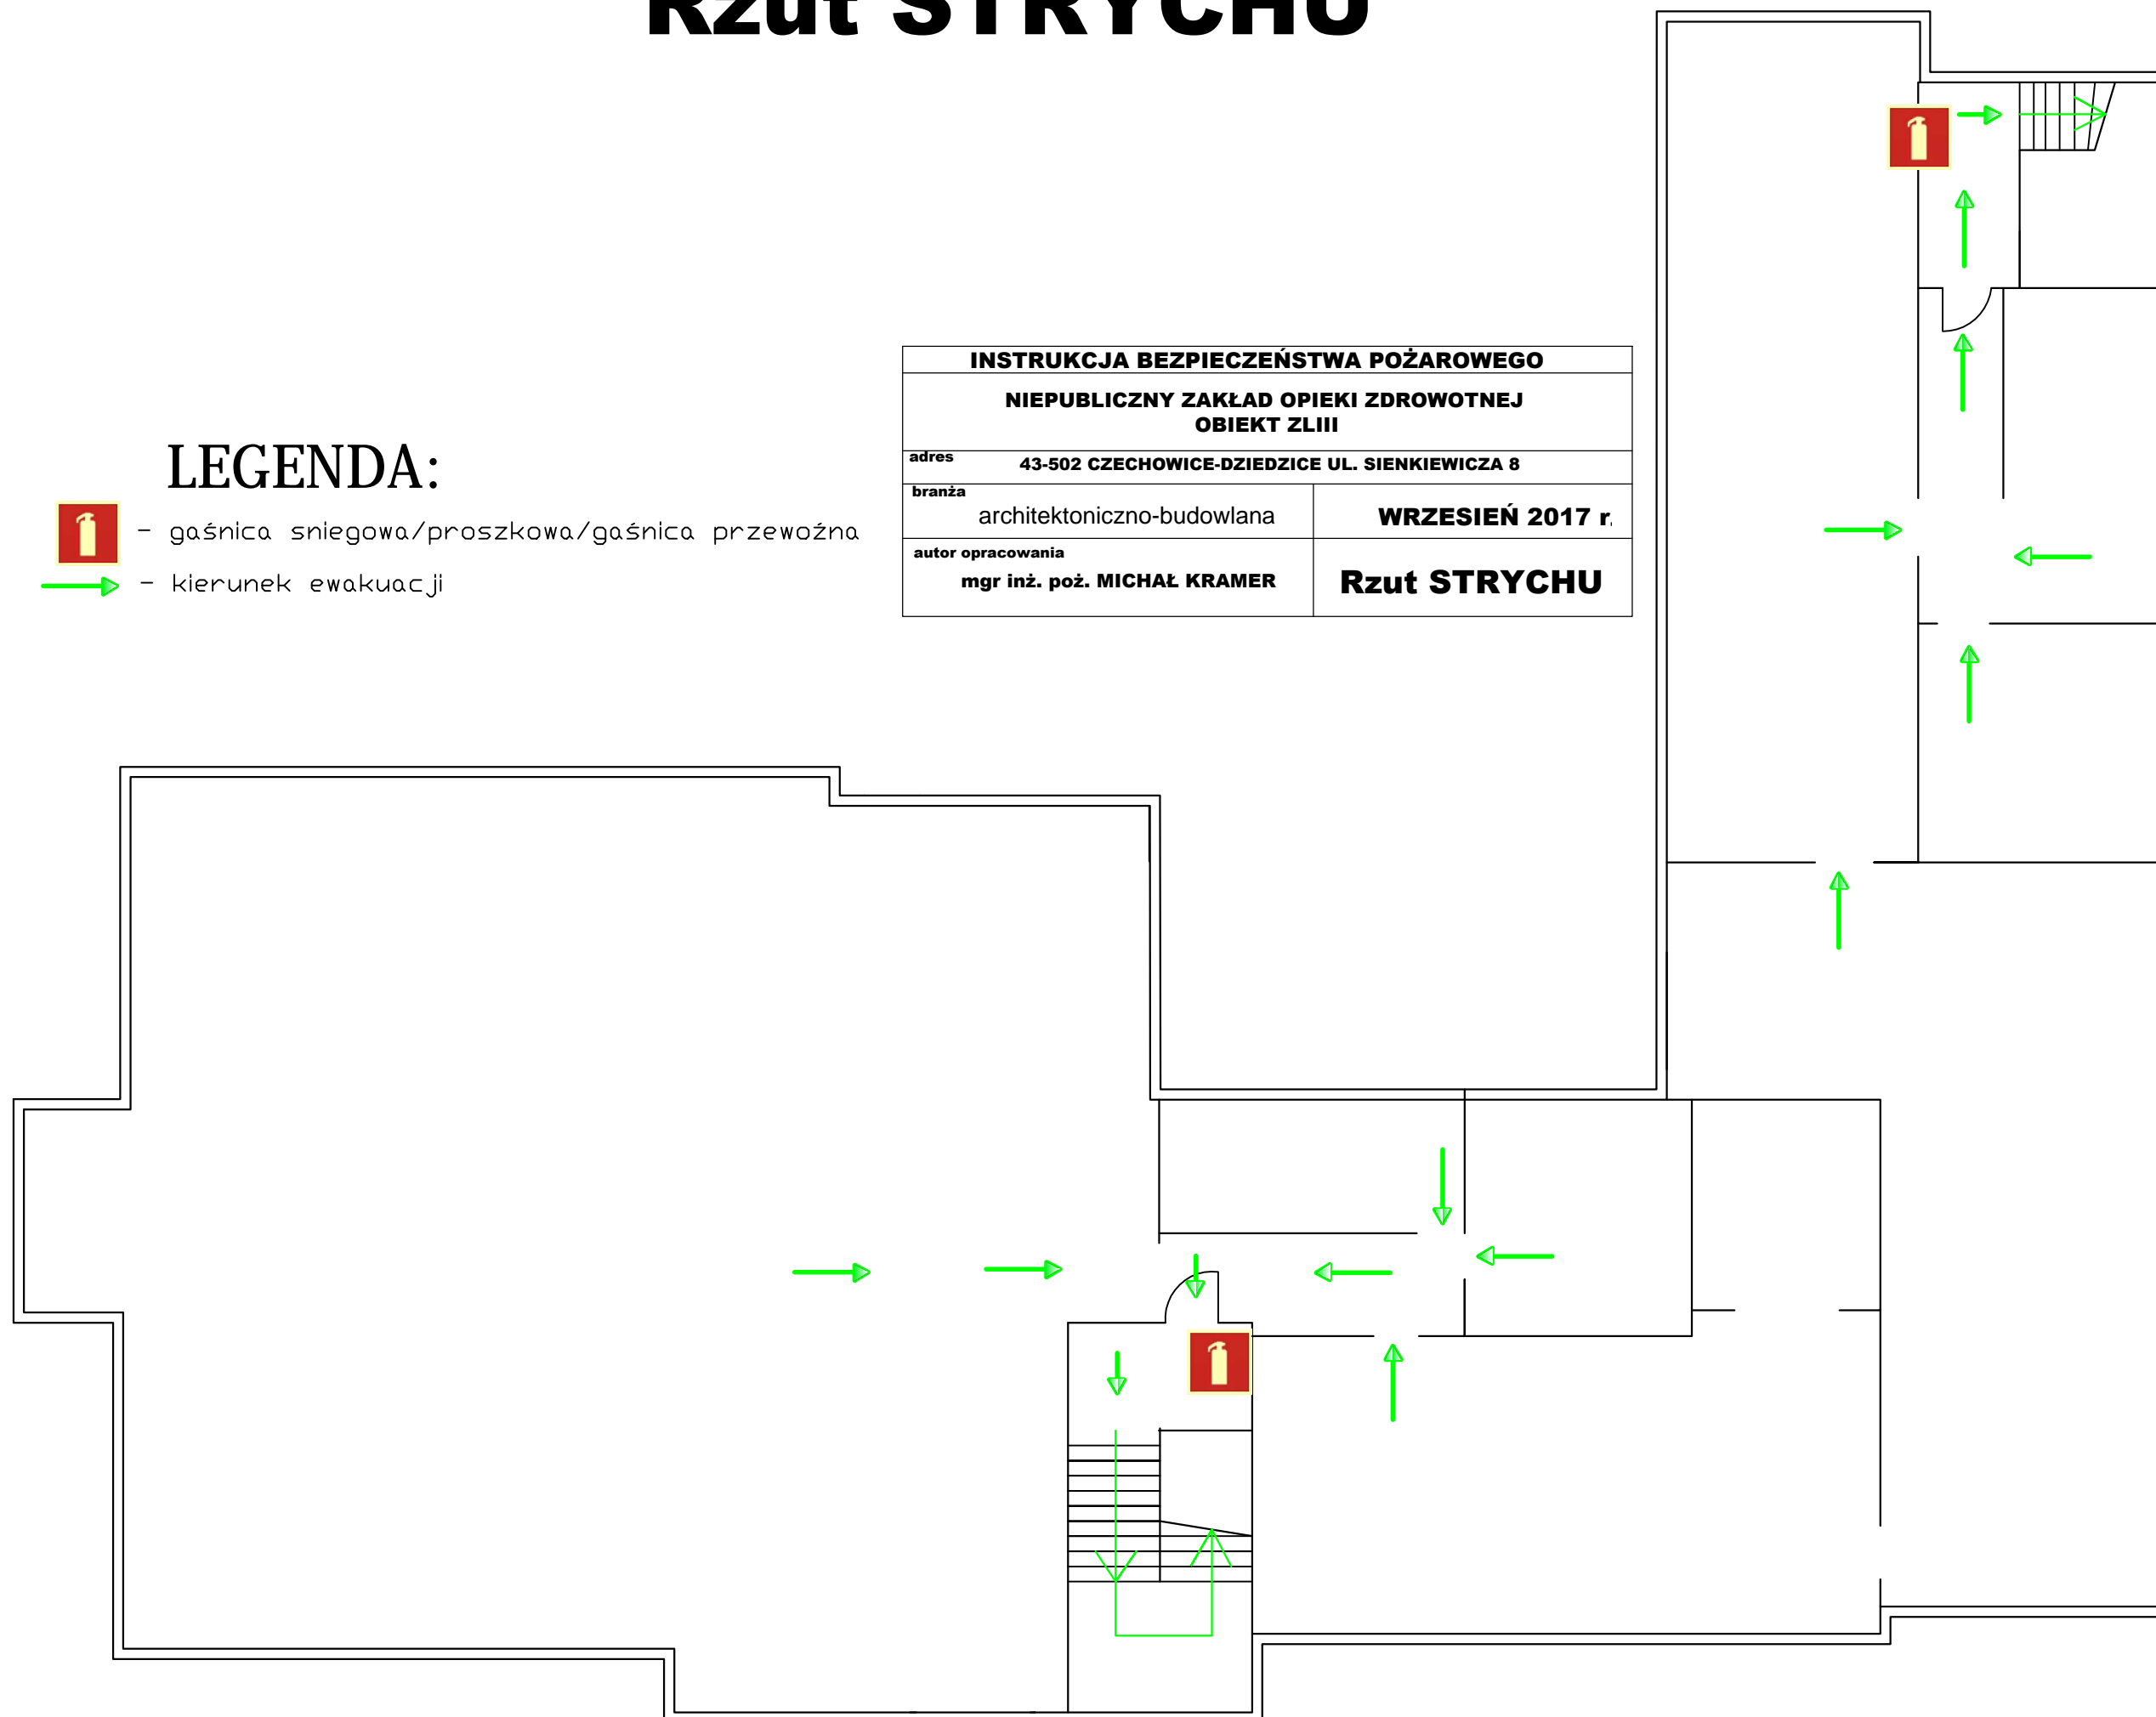 Rzut STRYCHU
INSTRUKCJA BEZPIECZEŃSTWA POŻAROWEGO
NIEPUBLICZNY ZAKŁAD OPIEKI ZDROWOTNEJ
OBIEKT ZLIII
adres
43-502 CZECHOWICE-DZIEDZICE UL. SIENKIEWICZA 8
branża
architektoniczno-budowlana
WRZESIEŃ 2017 r.
autor opracowania
mgr inż. poż. MICHAŁ KRAMER
Rzut STRYCHU
LEGENDA:
- gaśnica sniegowa/proszkowa/gaśnica przewoźna
- kierunek ewakuacji